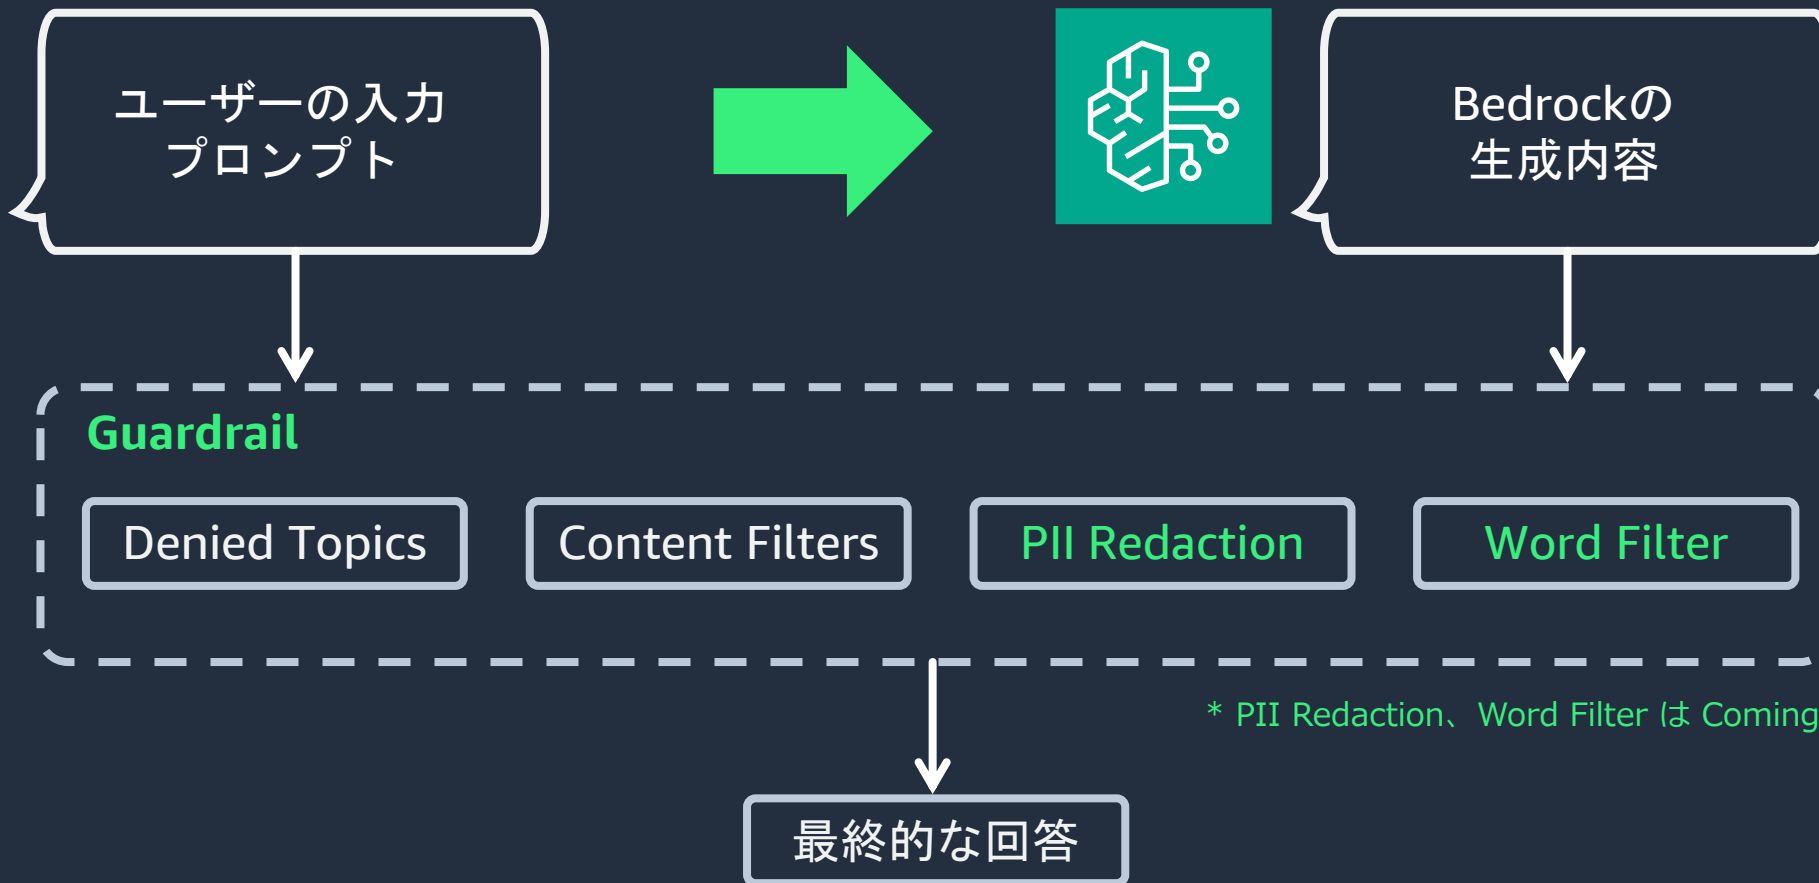 ユーザーの入力
プロンプト
Bedrockの
生成内容
Guardrail
Denied Topics
Content Filters
PII Redaction
Word Filter
* PII Redaction、Word Filter は Coming
最終的な回答